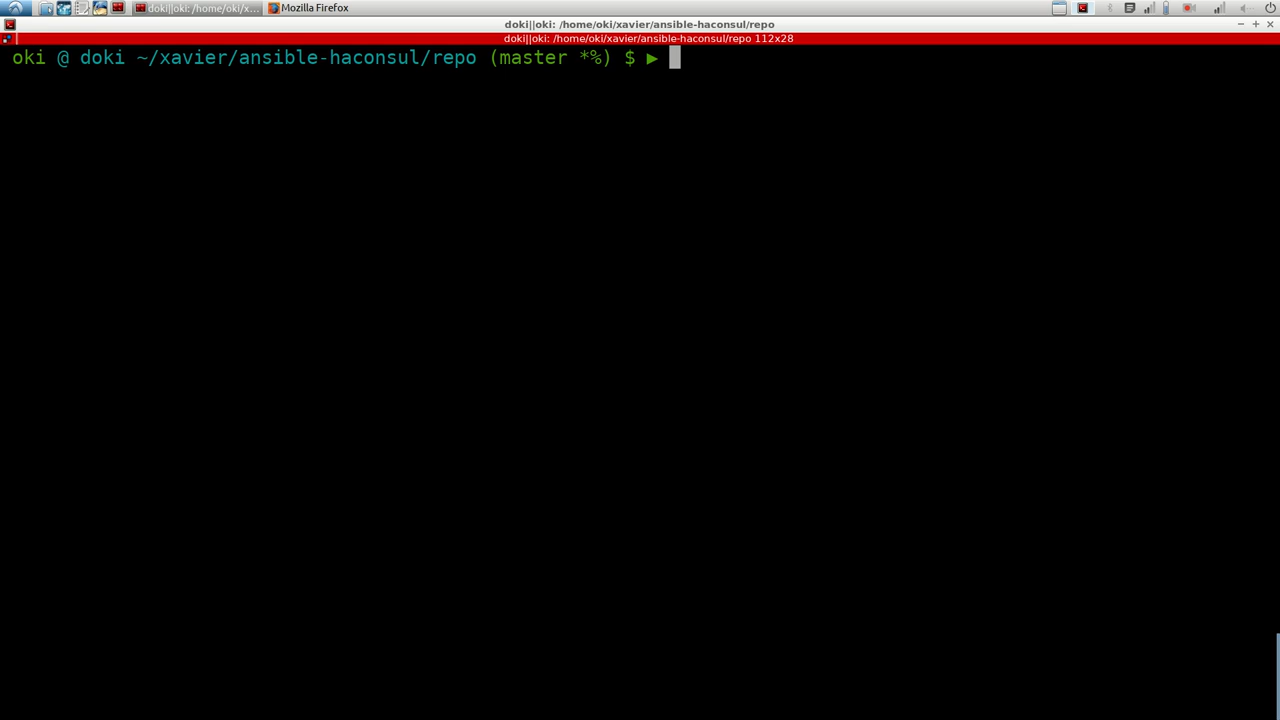 doki||oki: /home/oki/x... Mozilla Firefox
doki||oki: /home/oki/xavier/ansible-haconsul/repo
doki||oki: /home/oki/xavier/ansible-haconsul/repo 112x28
oki @ doki ~/xavier/ansible-haconsul/repo (master *%) $ ▶